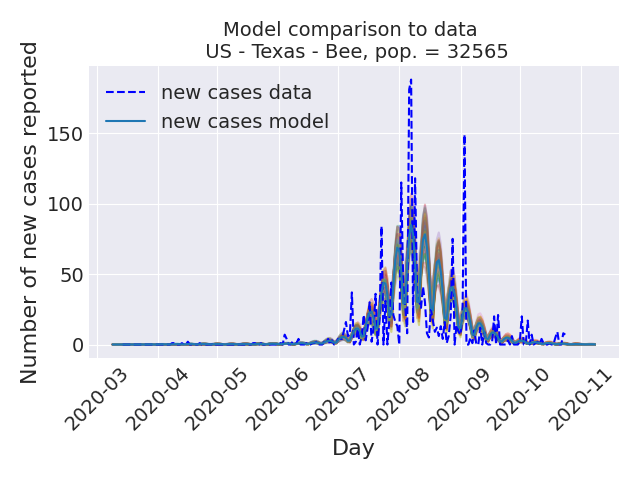 Model comparison to data
US - Texas - Bee, pop. = 32565
Number of new cases reported
new cases data
new cases model
150
100
50
0
2020-03
2020-04
2020-05
2020-06
2020-07
2020-08
2020-09
2020-10
2020-11
Day